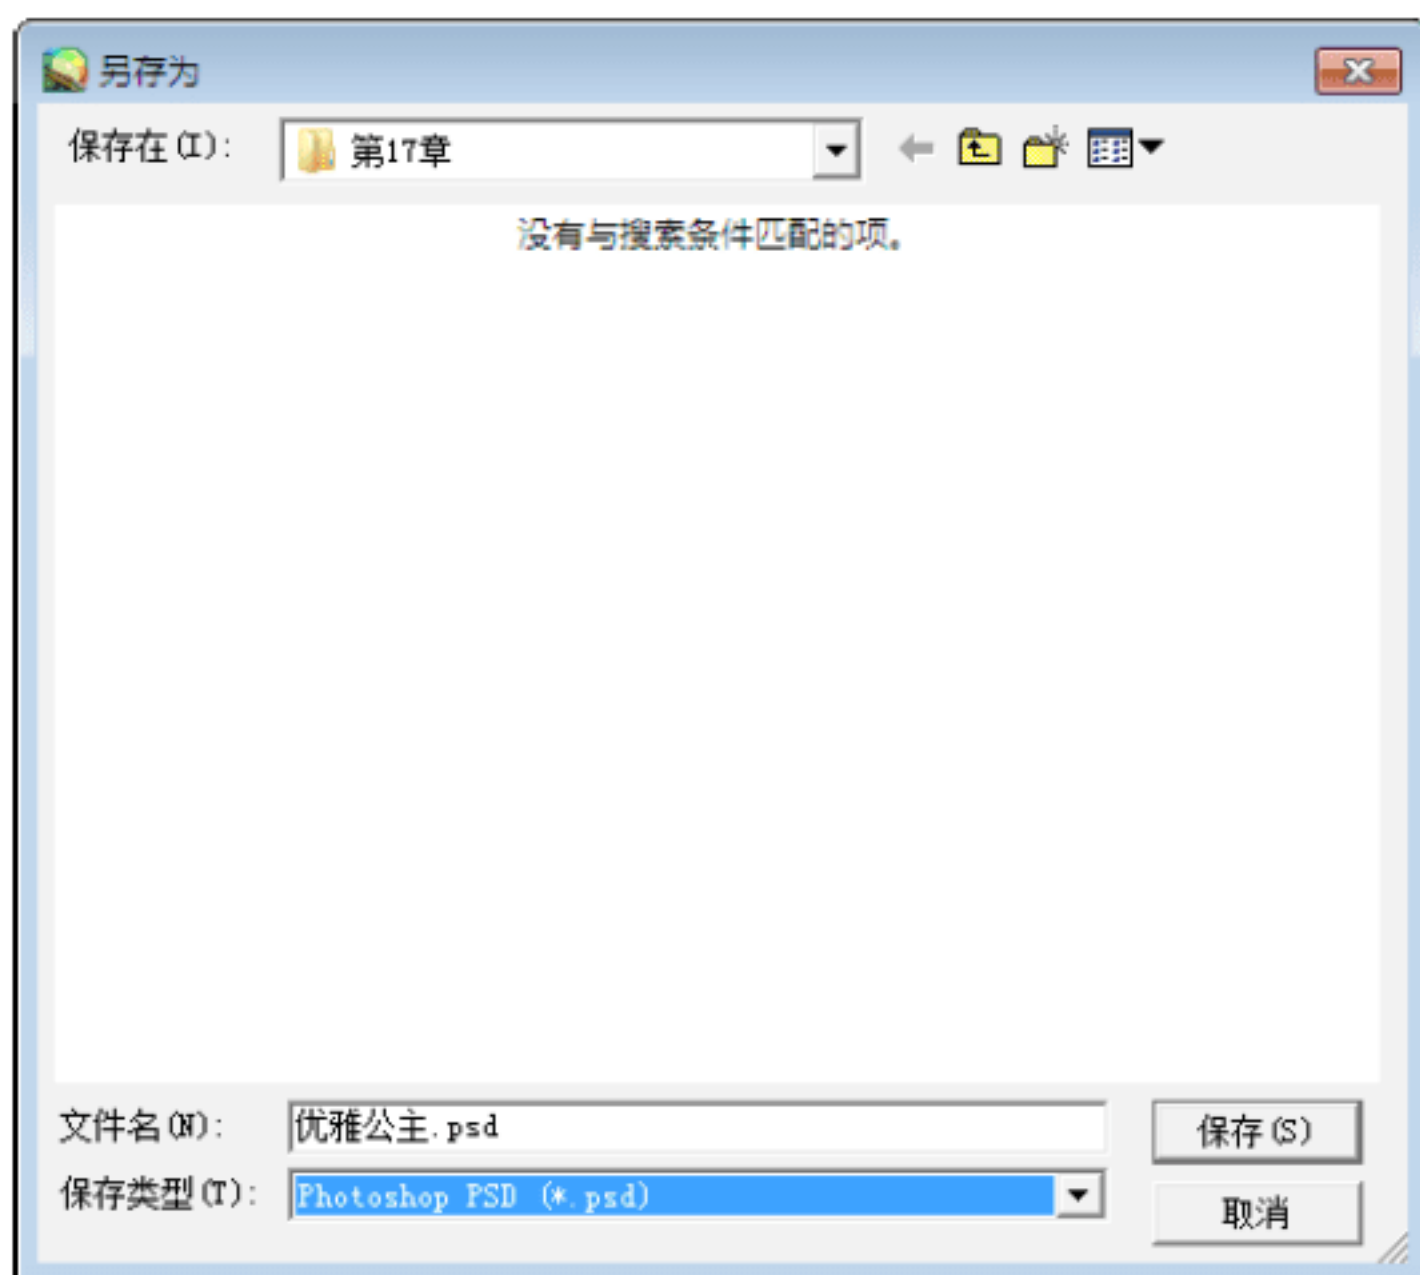 另存为
保存在(I):
第17章
没有与搜索条件匹配的项。
文件名(N):
优雅公主.psd
保存(S)
保存类型(T):
Photoshop PSD (*.psd)
取消